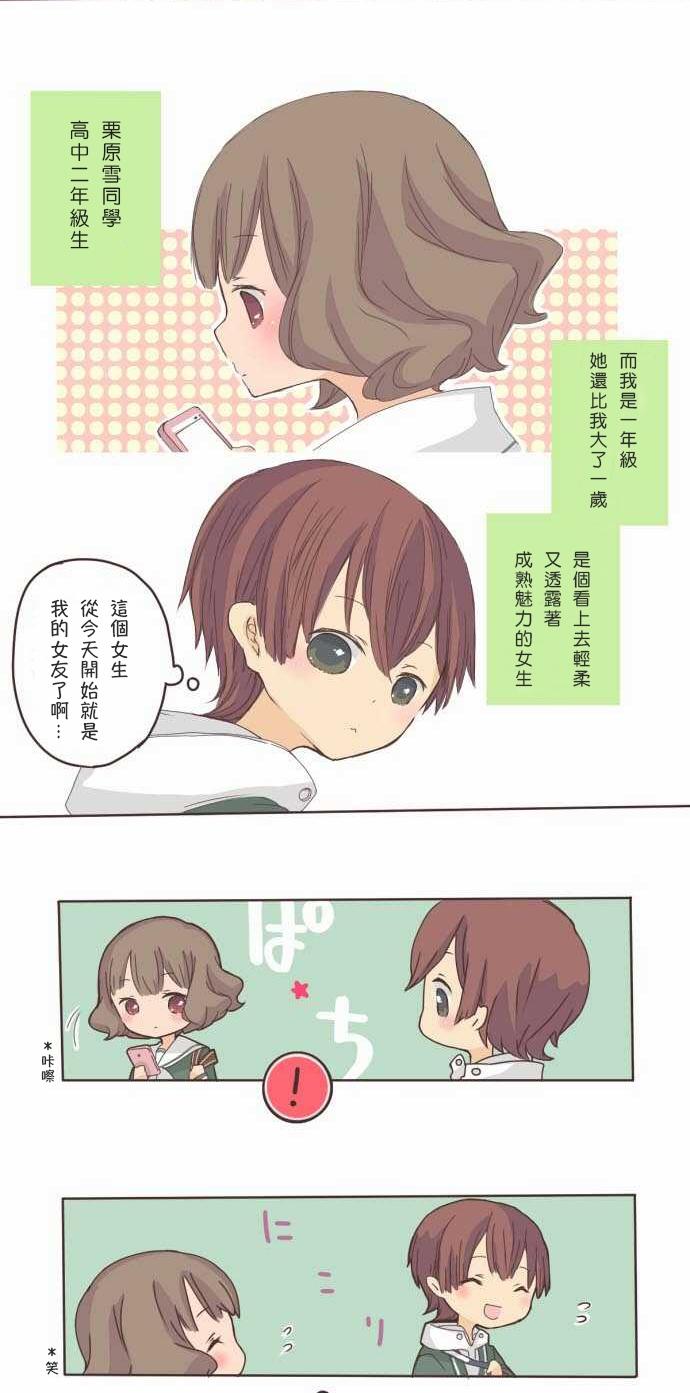 栗原雪同學
高中二年級生
而我是一年級
她還比我大了一歲
是個看上去輕柔
又透露著
成熟魅力的女生
這個女生
從今天開始就是
我的女友了啊…
ぱち
*咔嚓
!
にこり
*笑